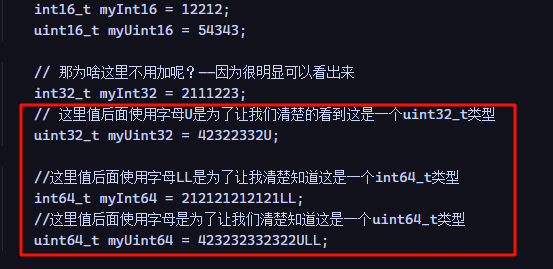 int16_t myInt16 = 12212;
uint16_t myUint16 = 54343;
// 那为啥这里不用加呢？——因为很明显可以看出来
int32_t myInt32 = 2111223;
// 这里值后面使用字母U是为了让我们清楚的看到这是一个uint32_t类型
uint32_t myUint32 = 42322332U;
//这里值后面使用字母LL是为了让我清楚知道这是一个int64_t类型
int64_t myInt64 = 212121212121LL;
//这里值后面使用字母是为了让我们清楚知道这是一个uint64_t类型
uint64_t myUint64 = 423232332322ULL;